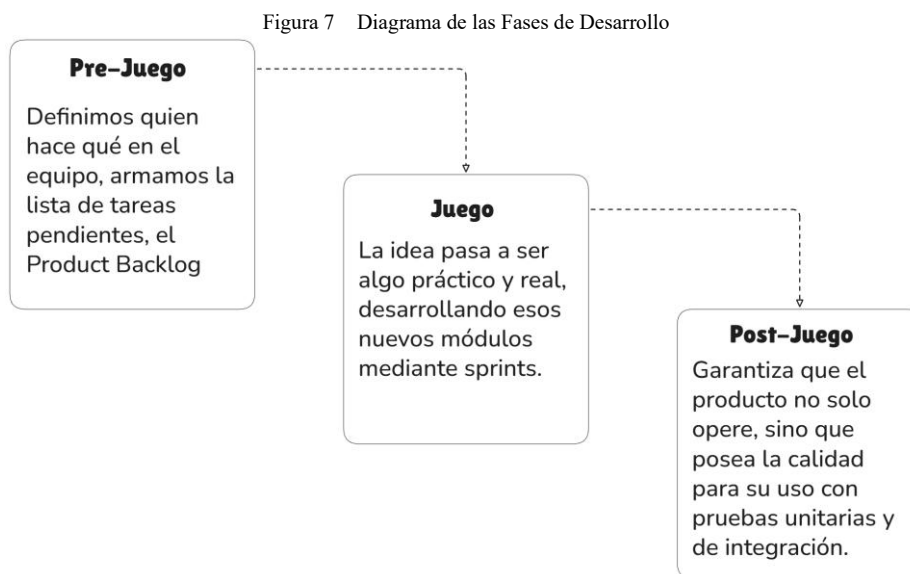 Figura 7 Diagrama de las Fases de Desarrollo
Pre-Juego
Definimos quien
hace qué en el
equipo, armamos la
lista de tareas
pendientes, el
Product Backlog
Juego
La idea pasa a ser
algo práctico y real,
desarrollando esos
nuevos módulos
mediante sprints.
Post-Juego
Garantiza que el
producto no solo
opere, sino que
posea la calidad
para su uso con
pruebas unitarias y
de integración.